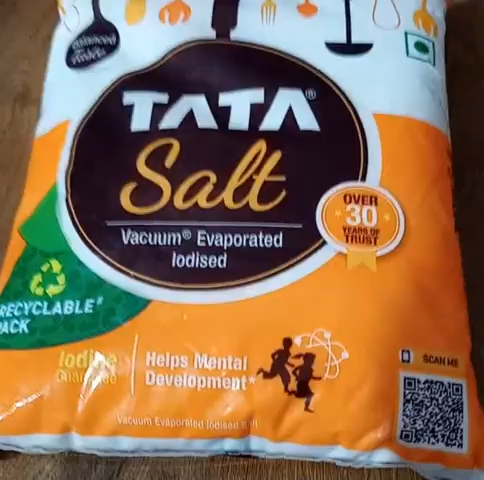 TATA®
Salt
Vacuum® Evaporated
Iodised
OVER
30
YEARS OF
TRUST
RECYCLABLE#
PACK
Iodine
Guarantee
Helps Mental
Development*
SCAN ME
Vacuum Evaporated Iodised